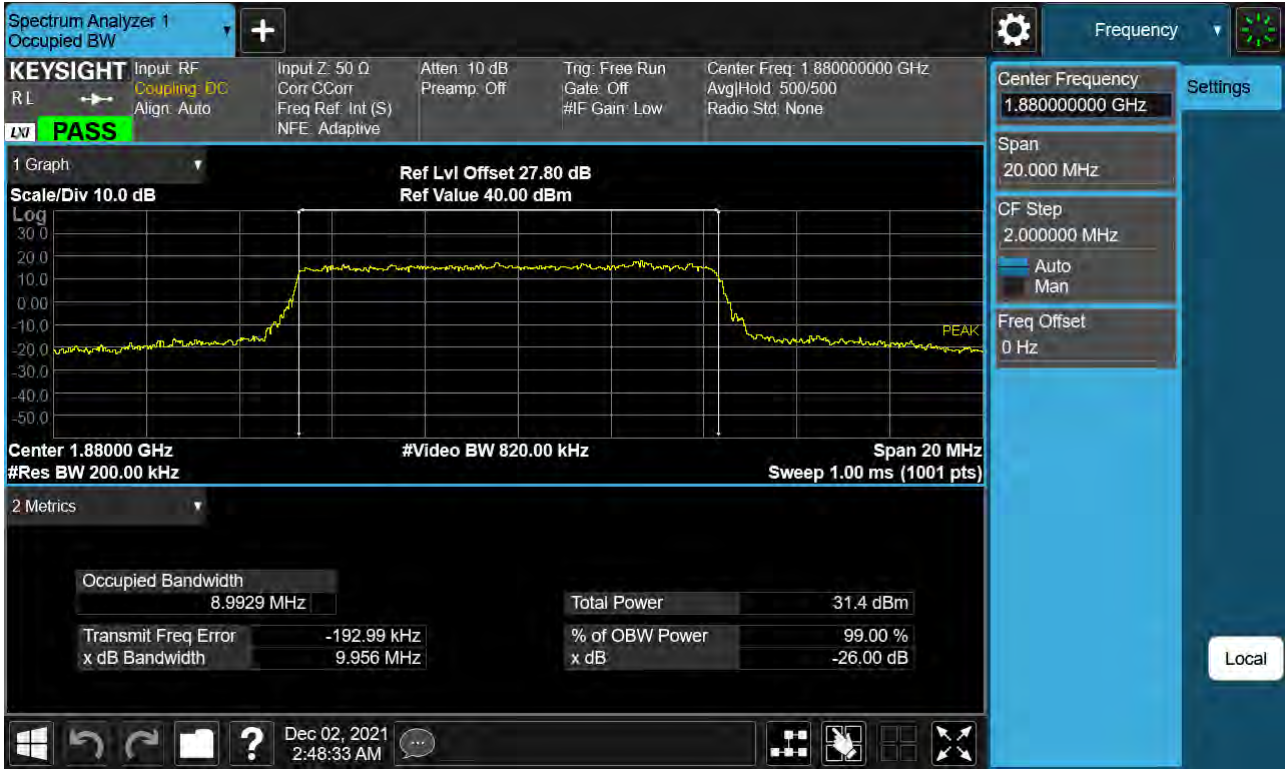 Spectrum Analyzer 1
Occupied BW
Frequency
KEYSIGHT
R L
LXI
PASS
Input: RF
Coupling: DC
Align: Auto
Input Z: 50 Ω
Corr CCorr
Freq Ref: Int (S)
NFE: Adaptive
Atten: 10 dB
Preamp: Off
Trig: Free Run
Gate: Off
#IF Gain: Low
Center Freq: 1.880000000 GHz
Avg|Hold: 500/500
Radio Std: None
Center Frequency
1.880000000 GHz
Settings
Span
20.000 MHz
CF Step
2.000000 MHz
Auto
Man
Freq Offset
0 Hz
1 Graph
Scale/Div 10.0 dB
Ref Lvl Offset 27.80 dB
Ref Value 40.00 dBm
Log
30.0
20.0
10.0
0.00
-10.0
-20.0
-30.0
-40.0
-50.0
PEAK
Center 1.88000 GHz
#Video BW 820.00 kHz
Span 20 MHz
#Res BW 200.00 kHz
Sweep 1.00 ms (1001 pts)
2 Metrics
Occupied Bandwidth
8.9929 MHz
Total Power 31.4 dBm
Transmit Freq Error -192.99 kHz
% of OBW Power 99.00 %
x dB Bandwidth 9.956 MHz
x dB -26.00 dB
Local
Dec 02, 2021
2:48:33 AM